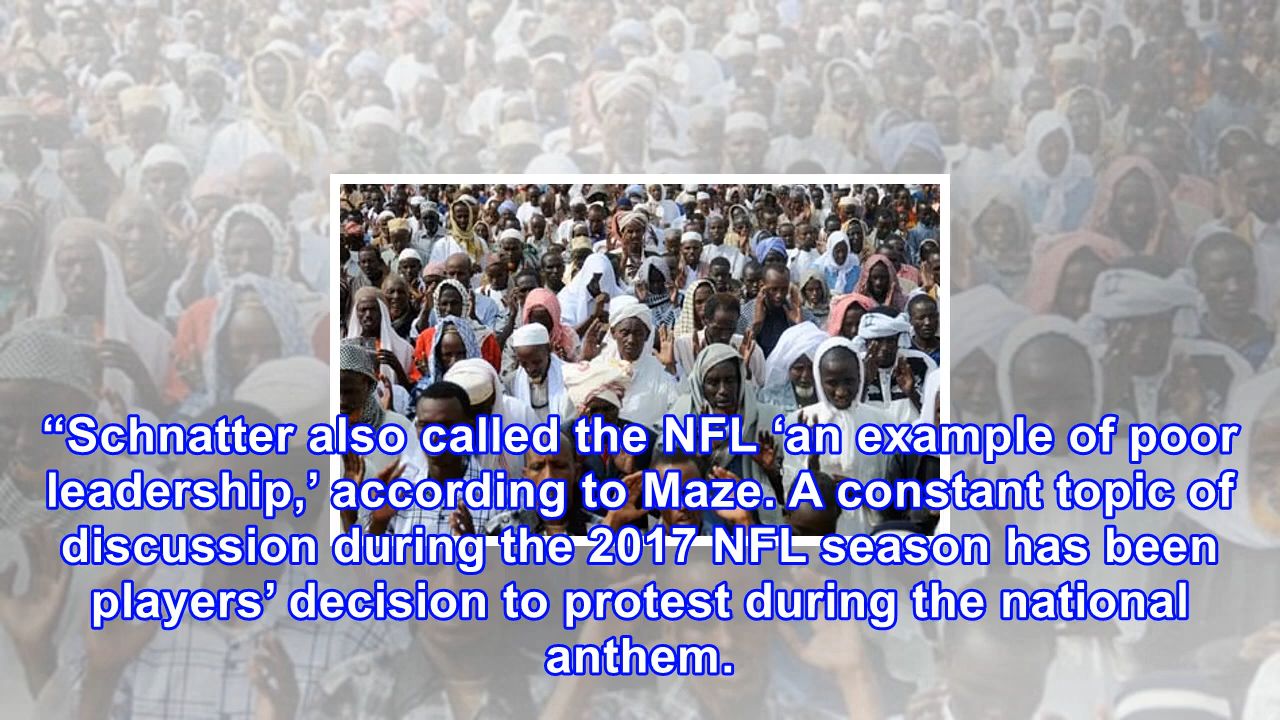 “Schnatter also called the NFL ‘an example of poor
leadership,’ according to Maze. A constant topic of
discussion during the 2017 NFL season has been
players’ decision to protest during the national
anthem.